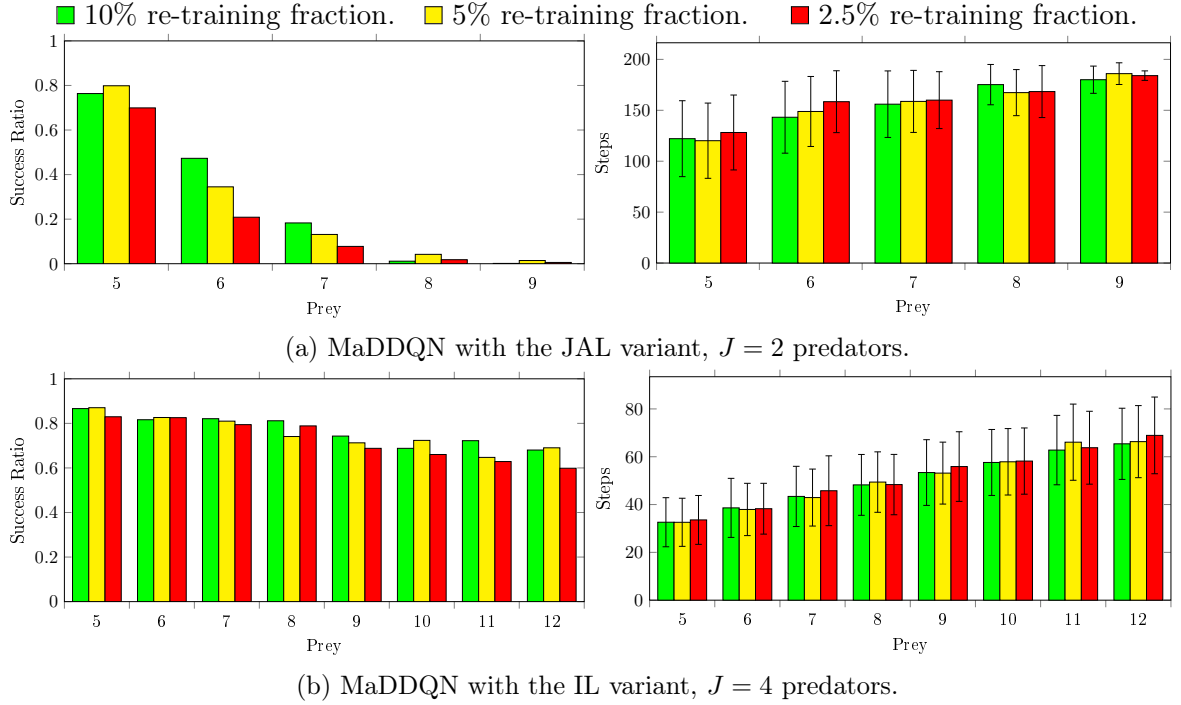 10% re-training fraction. 5% re-training fraction. 2.5% re-training fraction.
1
0.8
0.6
0.4
0.2
0
Success Ratio
5 6 7 8 9
Prey
200
150
100
50
0
Steps
5 6 7 8 9
Prey
(a) MaDDQN with the JAL variant, J = 2 predators.
1
0.8
0.6
0.4
0.2
0
Success Ratio
5 6 7 8 9 10 11 12
Prey
80
60
40
20
0
Steps
5 6 7 8 9 10 11 12
Prey
(b) MaDDQN with the IL variant, J = 4 predators.